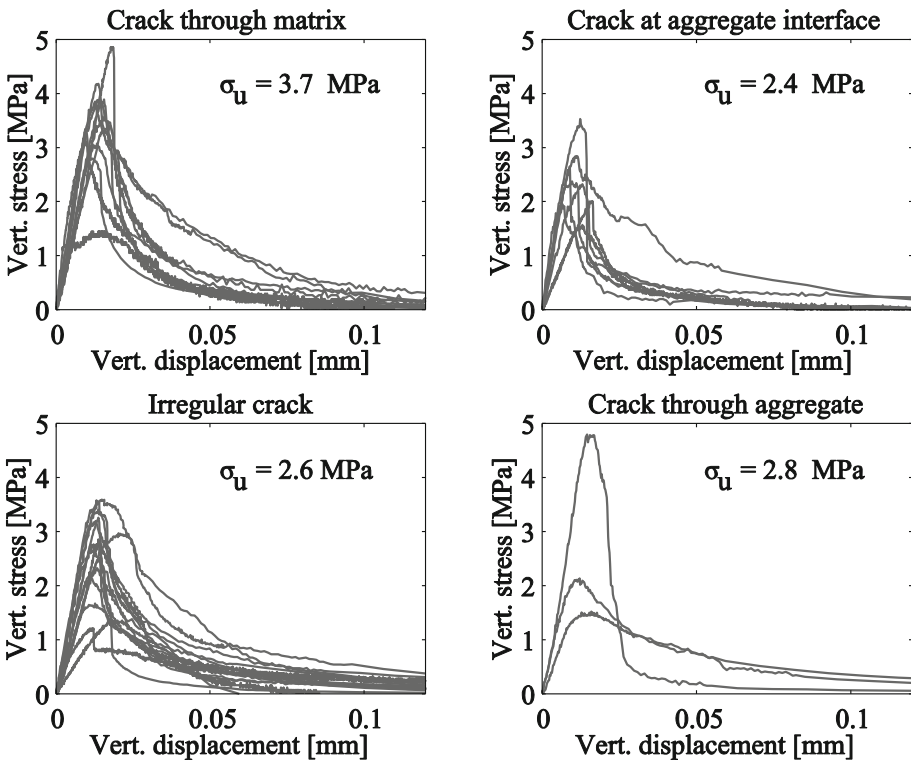 Crack through matrix
5
4
3
2
1
0
Vert. stress [MPa]
σu = 3.7 MPa
0 0.05 0.1
Vert. displacement [mm]
Crack at aggregate interface
5
4
3
2
1
0
Vert. stress [MPa]
σu = 2.4 MPa
0 0.05 0.1
Vert. displacement [mm]
Irregular crack
5
4
3
2
1
0
Vert. stress [MPa]
σu = 2.6 MPa
0 0.05 0.1
Vert. displacement [mm]
Crack through aggregate
5
4
3
2
1
0
Vert. stress [MPa]
σu = 2.8 MPa
0 0.05 0.1
Vert. displacement [mm]